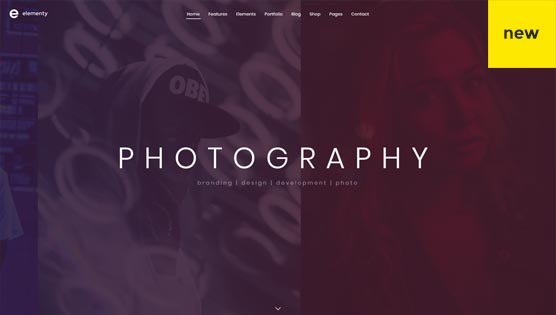 elementy
Home Features Elements Portfolio Blog Shop Pages Contact
new
OBEY
PHOTOGRAPHY
branding | design | development | photo